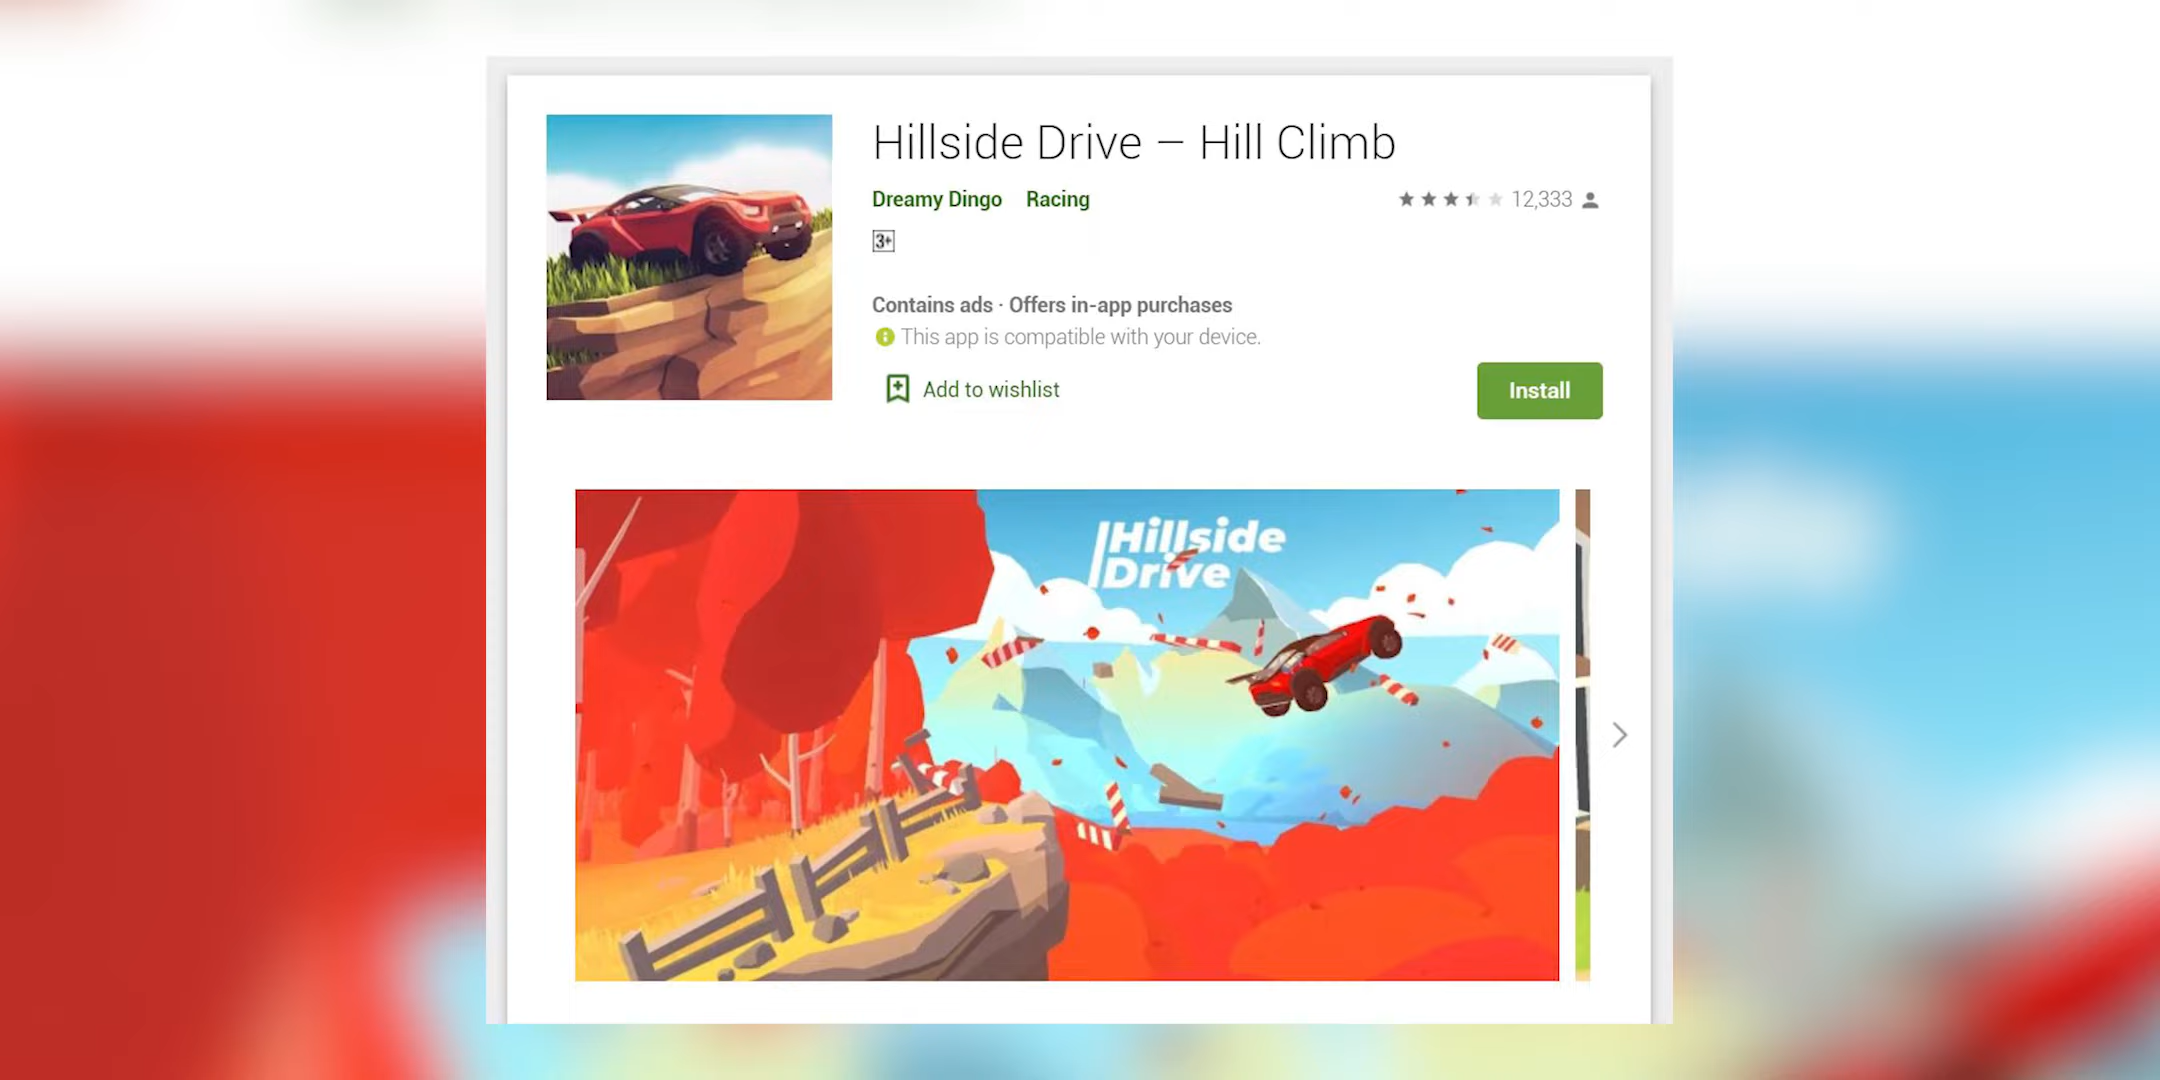 Hillside Drive – Hill Climb
Dreamy Dingo Racing
12,333
3+
Contains ads · Offers in-app purchases
This app is compatible with your device.
Add to wishlist
Install
Hillside
Drive